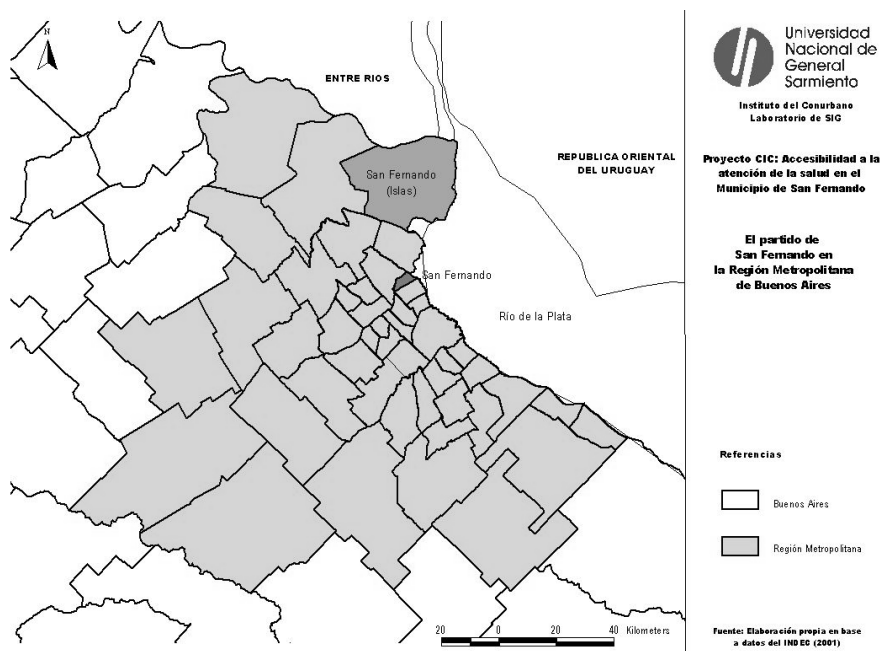 N
ENTRE RIOS
San Fernando
(Islas)
REPUBLICA ORIENTAL
DEL URUGUAY
San Fernando
Río de la Plata
20 0 20 40 Kilometers
Universidad
Nacional de
General
Sarmiento
Instituto del Conurbano
Laboratorio de SIG
Proyecto CIC: Accesibilidad a la
atención de la salud en el
Municipio de San Fernando
El partido de
San Fernando en
la Región Metropolitana
de Buenos Aires
Referencias
Buenos Aires
Región Metropolitana
Fuente: Elaboración propia en base
a datos del INDEC (2001)